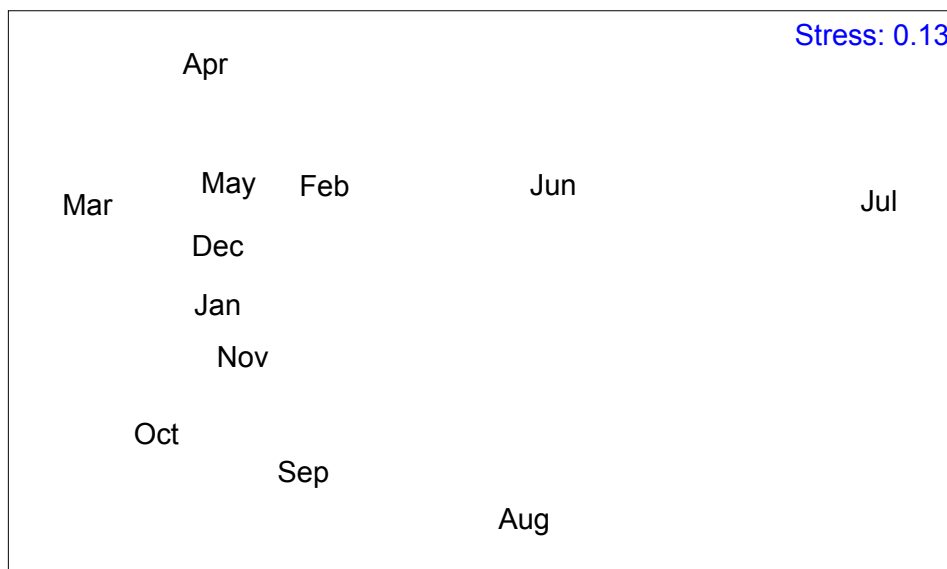 Stress: 0.13
Apr
May
Feb
Jun
Jul
Mar
Dec
Jan
Nov
Oct
Sep
Aug